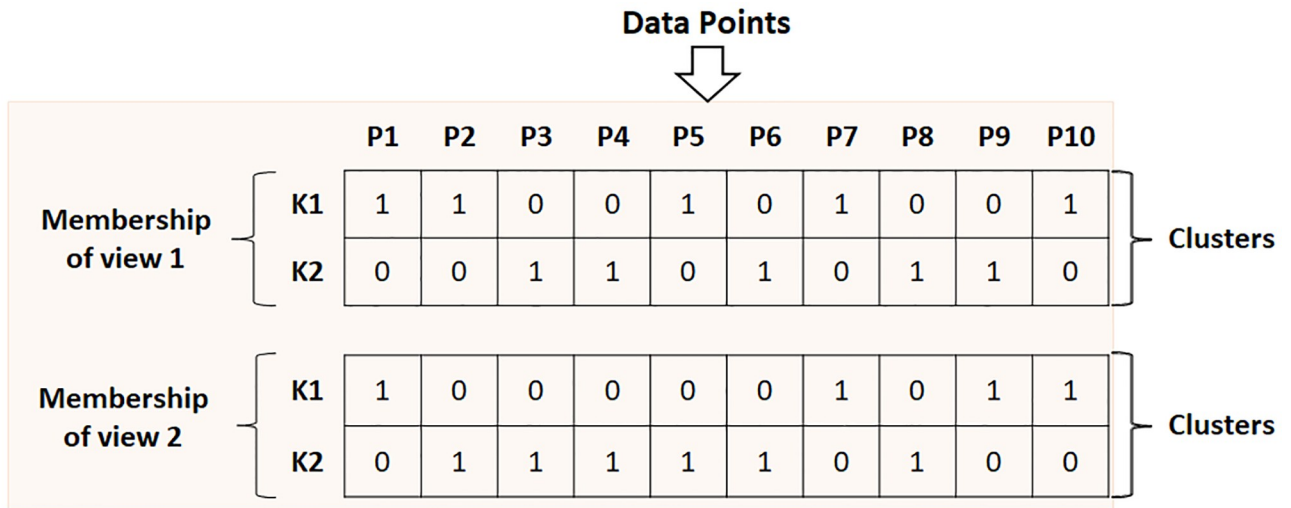 Data Points
P1 P2 P3 P4 P5 P6 P7 P8 P9 P10
Membership
of view 1
K1 1 1 0 0 1 0 1 0 0 1
K2 0 0 1 1 0 1 0 1 1 0
Clusters
Membership
of view 2
K1 1 0 0 0 0 0 1 0 1 1
K2 0 1 1 1 1 1 0 1 0 0
Clusters